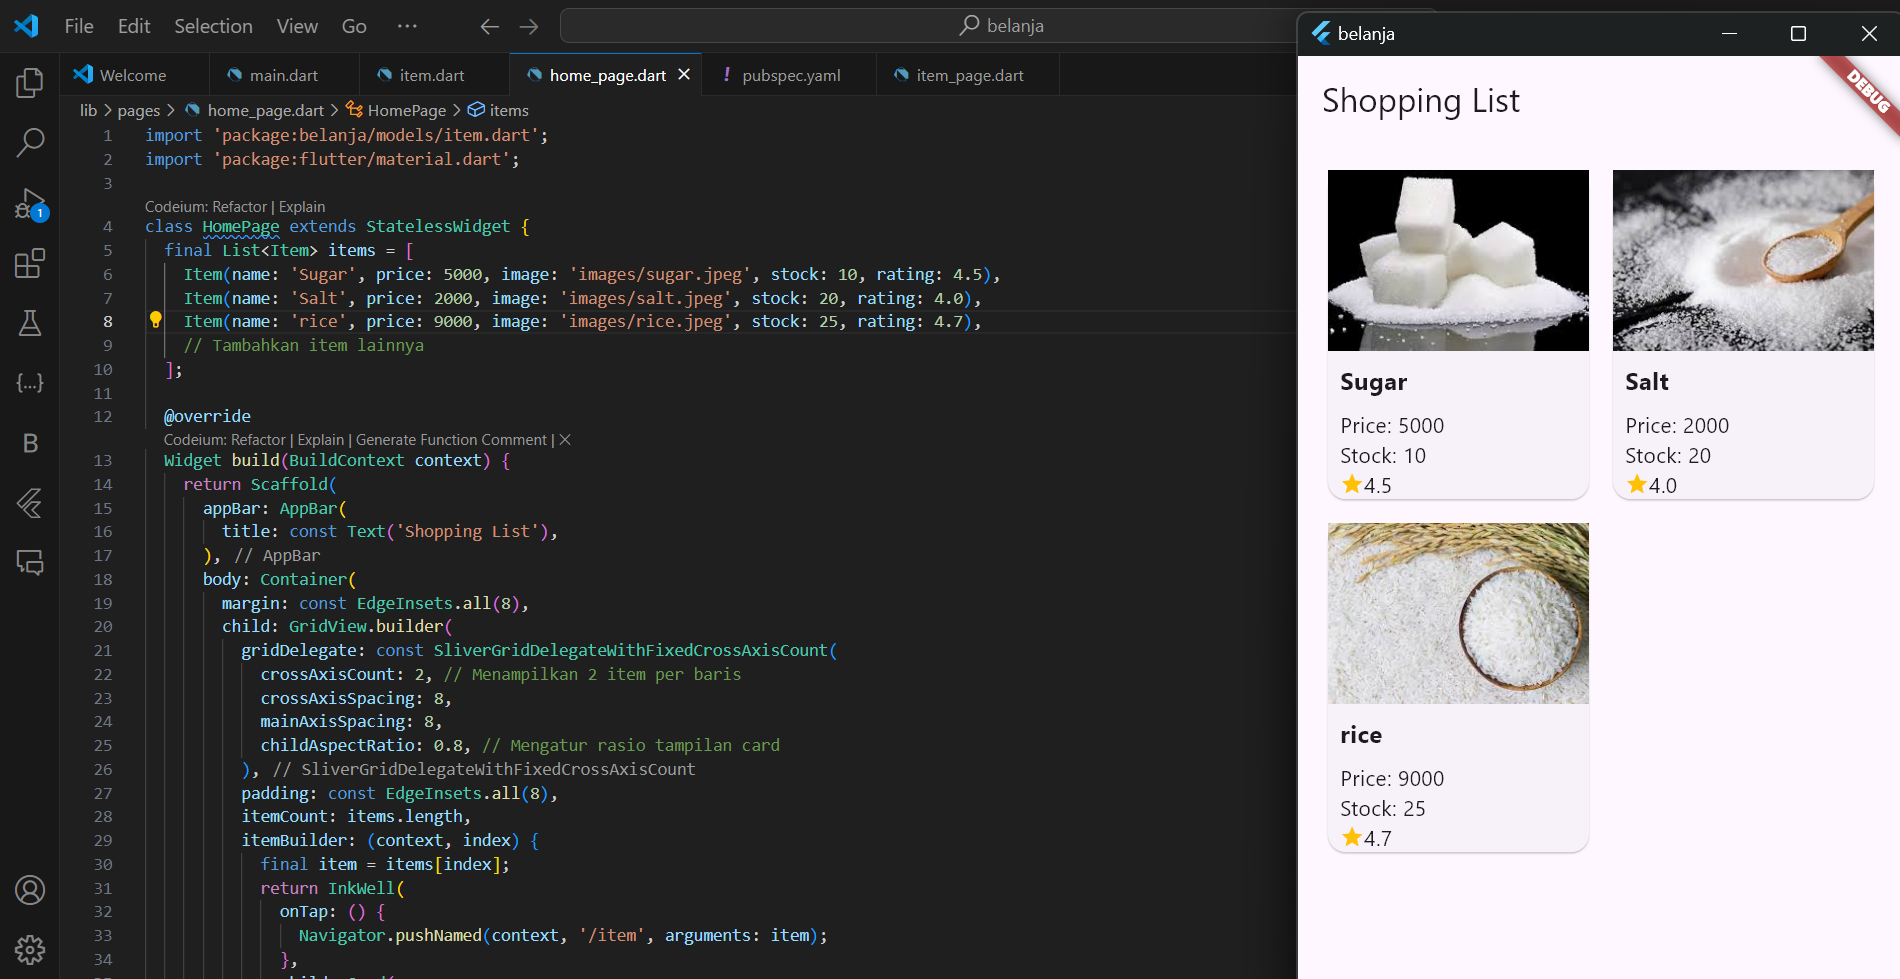 File Edit Selection View Go ··· belanja
Welcome main.dart item.dart home_page.dart pubspec.yaml item_page.dart
lib > pages > home_page.dart > HomePage > items
1 import 'package:belanja/models/item.dart';
2 import 'package:flutter/material.dart';
3
Codeium: Refactor | Explain
4 class HomePage extends StatelessWidget {
5 final List<Item> items = [
6 Item(name: 'Sugar', price: 5000, image: 'images/sugar.jpeg', stock: 10, rating: 4.5),
7 Item(name: 'Salt', price: 2000, image: 'images/salt.jpeg', stock: 20, rating: 4.0),
8 Item(name: 'rice', price: 9000, image: 'images/rice.jpeg', stock: 25, rating: 4.7),
9 // Tambahkan item lainnya
10 ];
11
12 @override
Codeium: Refactor | Explain | Generate Function Comment | ×
13 Widget build(BuildContext context) {
14 return Scaffold(
15 appBar: AppBar(
16 title: const Text('Shopping List'),
17 ), // AppBar
18 body: Container(
19 margin: const EdgeInsets.all(8),
20 child: GridView.builder(
21 gridDelegate: const SliverGridDelegateWithFixedCrossAxisCount(
22 crossAxisCount: 2, // Menampilkan 2 item per baris
23 crossAxisSpacing: 8,
24 mainAxisSpacing: 8,
25 childAspectRatio: 0.8, // Mengatur rasio tampilan card
26 ), // SliverGridDelegateWithFixedCrossAxisCount
27 padding: const EdgeInsets.all(8),
28 itemCount: items.length,
29 itemBuilder: (context, index) {
30 final item = items[index];
31 return InkWell(
32 onTap: () {
33 Navigator.pushNamed(context, '/item', arguments: item);
34 },
1
{...}
B
belanja
DEBUG
Shopping List
Sugar
Price: 5000
Stock: 10
4.5
Salt
Price: 2000
Stock: 20
4.0
rice
Price: 9000
Stock: 25
4.7